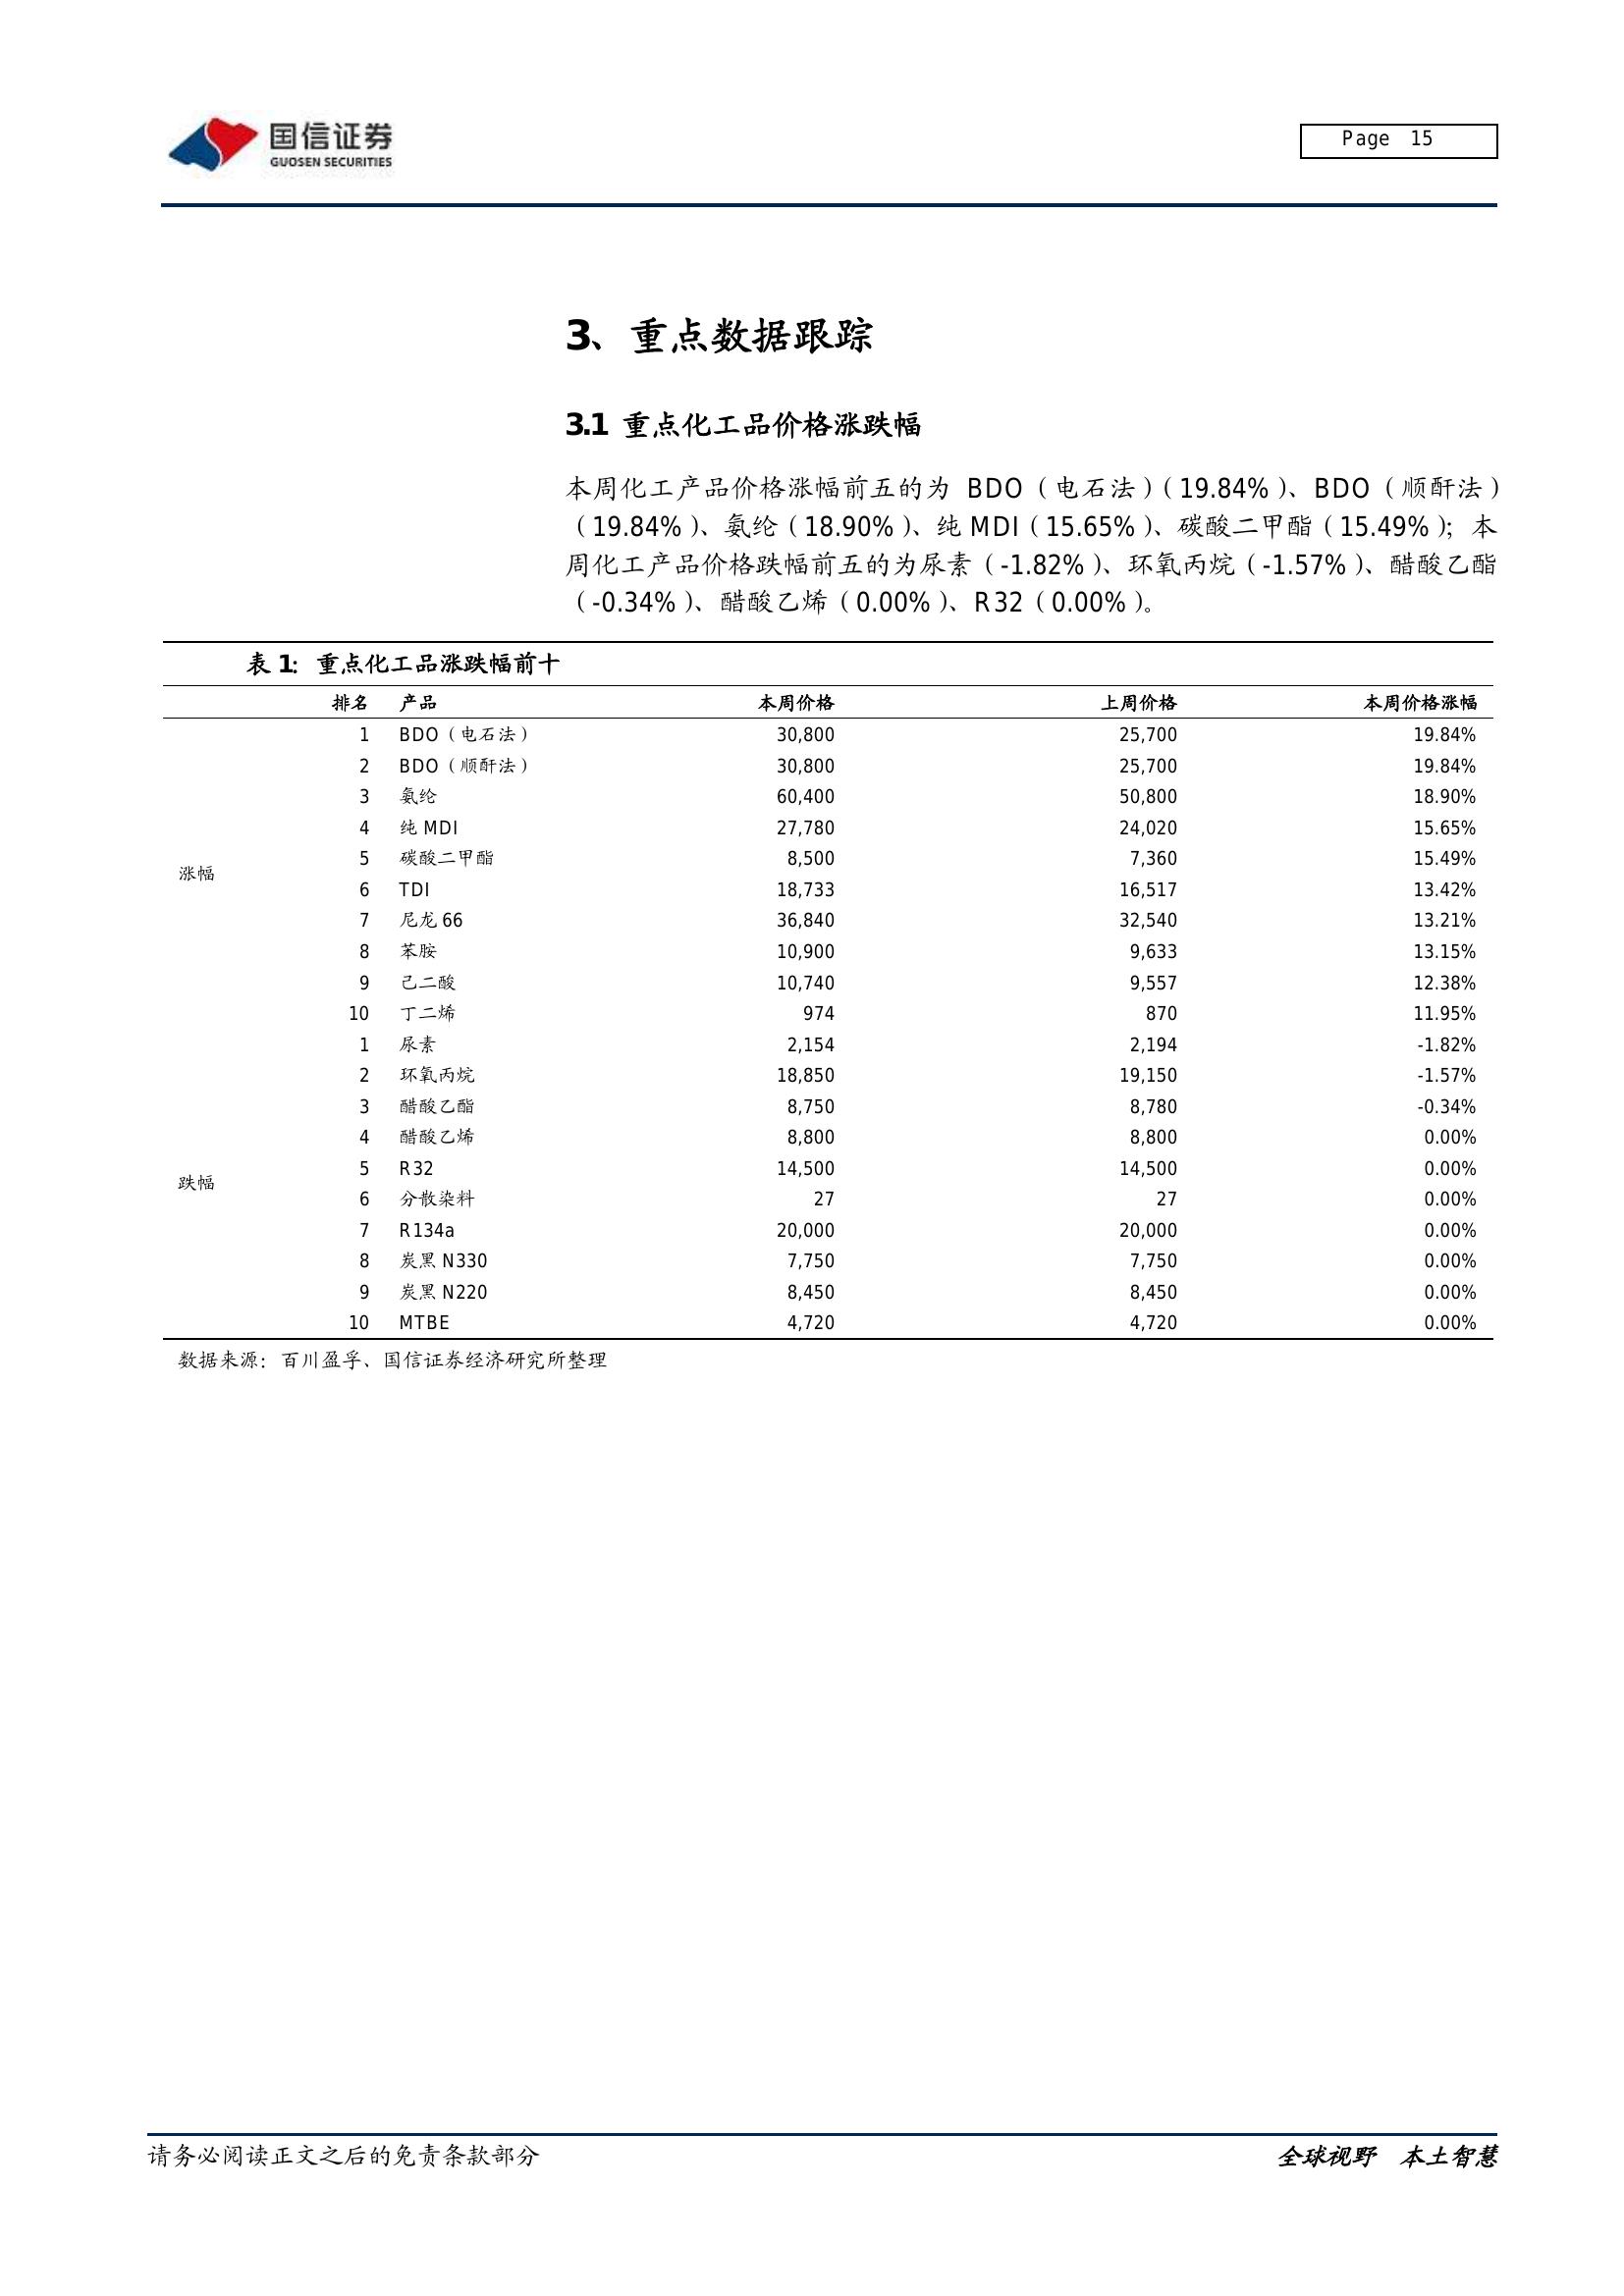 国信证券
GUOSEN SECURITIES
Page 15
3、重点数据跟踪
3.1 重点化工品价格涨跌幅
本周化工产品价格涨幅前五的为 BDO（电石法）（19.84%）、BDO（顺酐法）
（19.84%）、氨纶（18.90%）、纯 MDI（15.65%）、碳酸二甲酯（15.49%）；本
周化工产品价格跌幅前五的为尿素（-1.82%）、环氧丙烷（-1.57%）、醋酸乙酯
（-0.34%）、醋酸乙烯（0.00%）、R32（0.00%）。
表 1：重点化工品涨跌幅前十
排名 产品 本周价格 上周价格 本周价格涨幅
1 BDO（电石法） 30,800 25,700 19.84%
2 BDO（顺酐法） 30,800 25,700 19.84%
3 氨纶 60,400 50,800 18.90%
4 纯 MDI 27,780 24,020 15.65%
5 碳酸二甲酯 8,500 7,360 15.49%
涨幅
6 TDI 18,733 16,517 13.42%
7 尼龙 66 36,840 32,540 13.21%
8 苯胺 10,900 9,633 13.15%
9 己二酸 10,740 9,557 12.38%
10 丁二烯 974 870 11.95%
1 尿素 2,154 2,194 -1.82%
2 环氧丙烷 18,850 19,150 -1.57%
3 醋酸乙酯 8,750 8,780 -0.34%
4 醋酸乙烯 8,800 8,800 0.00%
5 R32 14,500 14,500 0.00%
跌幅
6 分散染料 27 27 0.00%
7 R134a 20,000 20,000 0.00%
8 炭黑 N330 7,750 7,750 0.00%
9 炭黑 N220 8,450 8,450 0.00%
10 MTBE 4,720 4,720 0.00%
数据来源：百川盈孚、国信证券经济研究所整理
请务必阅读正文之后的免责条款部分
全球视野 本土智慧